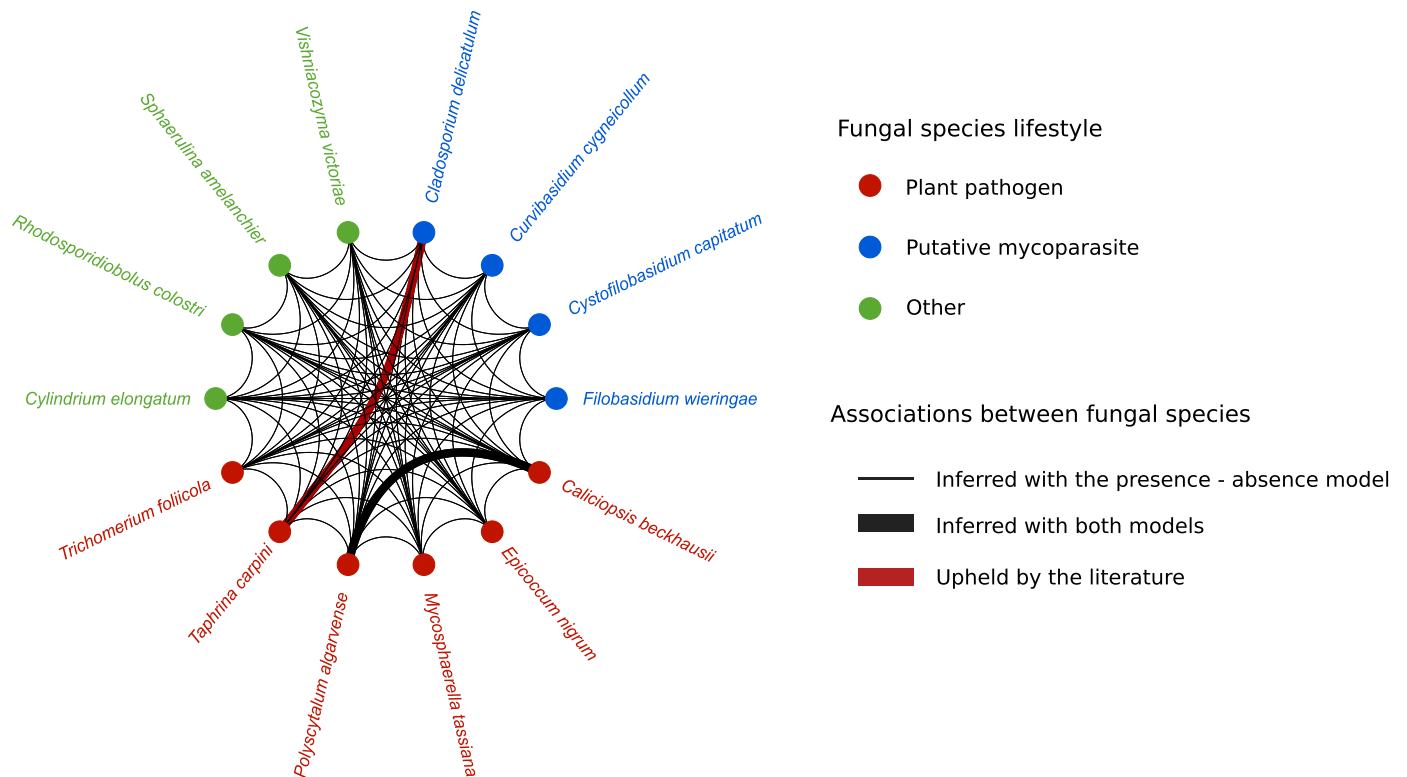 Vishniacozyma victoriae
Cladosporium delicatulum
Sphaerulina amelanchier
Curvibasidium cygneicollum
Rhodosporidiobolus colostri
Cystofilobasidium capitatum
Cylindrium elongatum
Filobasidium wieringae
Trichomerium foliicola
Caliciopsis beckhausii
Taphrina carpini
Epicoccum nigrum
Polyscytalum algarvense
Mycosphaerella tassiana
Fungal species lifestyle
Plant pathogen
Putative mycoparasite
Other
Associations between fungal species
Inferred with the presence - absence model
Inferred with both models
Upheld by the literature